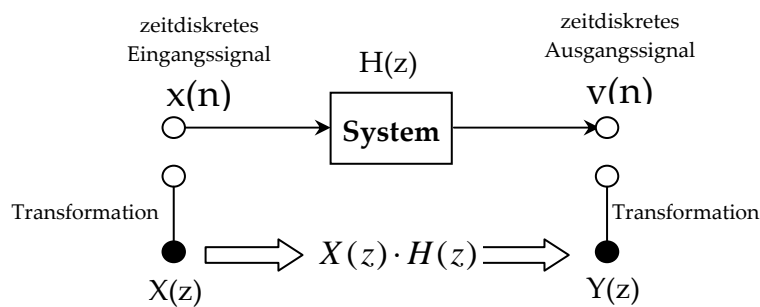 zeitdiskretes
Eingangssignal
x(n)
H(z)
System
zeitdiskretes
Ausgangssignal
v(n)
Transformation
Transformation
X(z)
X(z) · H(z)
Y(z)